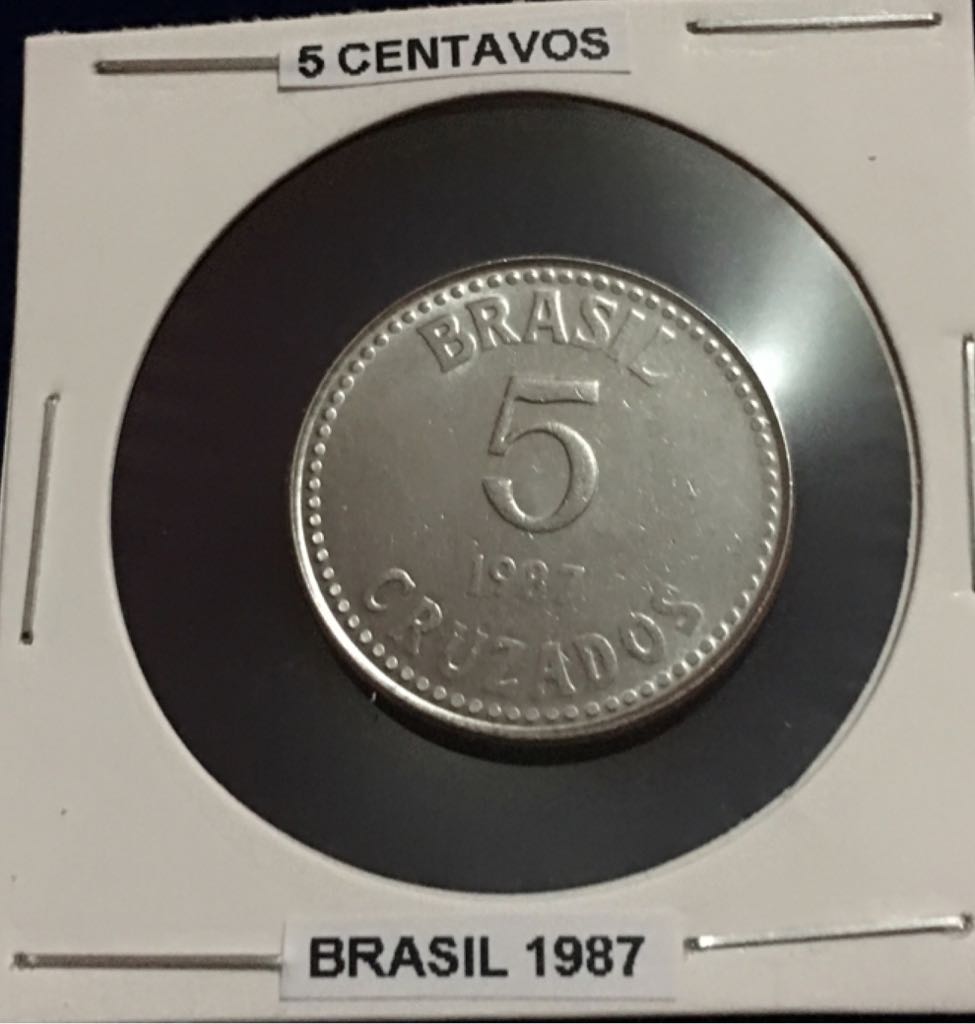 5 CENTAVOS
BRASIL
5
1987
CRUZADOS
BRASIL 1987